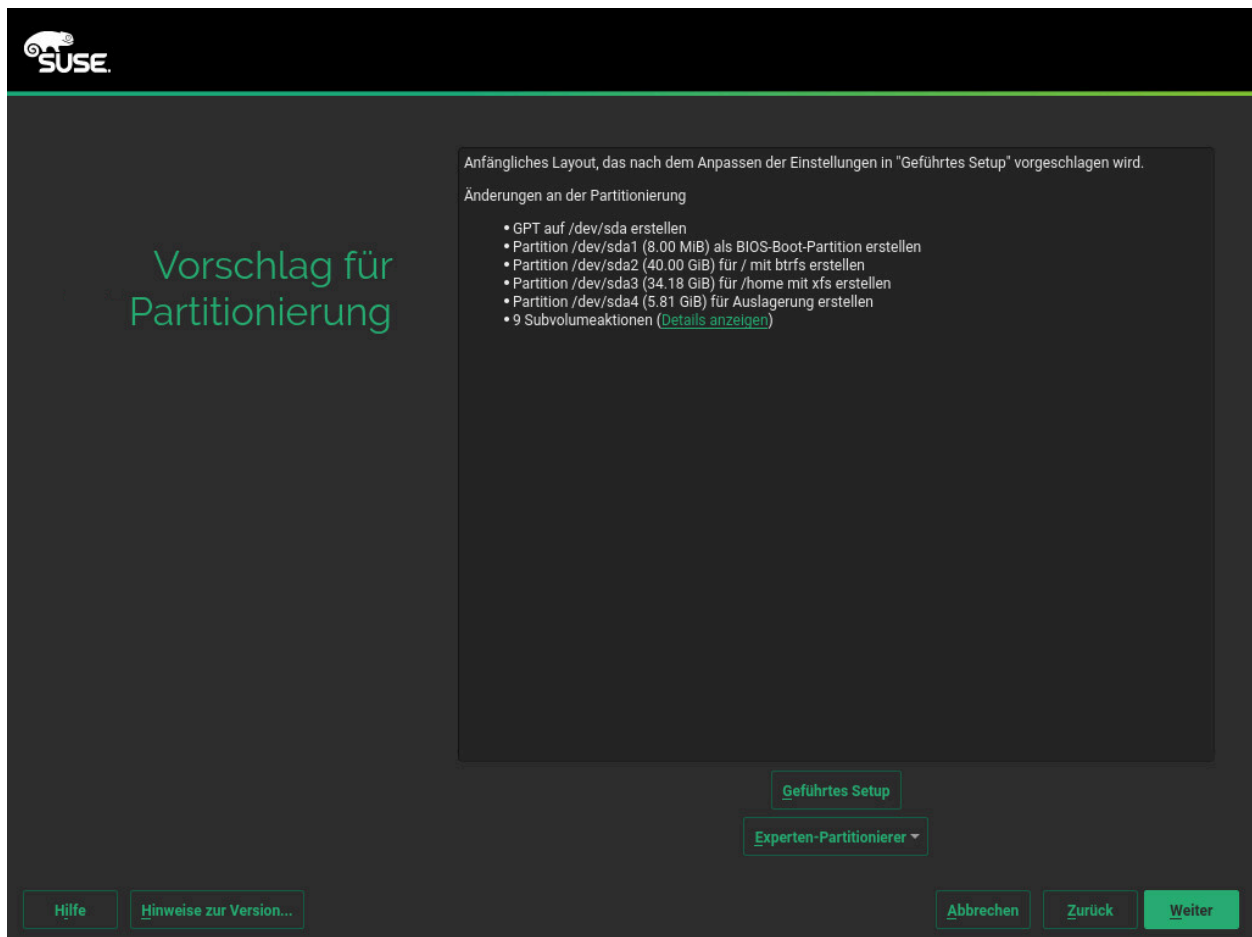 SUSE.
Vorschlag für
Partitionierung
Anfängliches Layout, das nach dem Anpassen der Einstellungen in "Geführtes Setup" vorgeschlagen wird.
Änderungen an der Partitionierung
• GPT auf /dev/sda erstellen
• Partition /dev/sda1 (8.00 MiB) als BIOS-Boot-Partition erstellen
• Partition /dev/sda2 (40.00 GiB) für / mit btrfs erstellen
• Partition /dev/sda3 (34.18 GiB) für /home mit xfs erstellen
• Partition /dev/sda4 (5.81 GiB) für Auslagerung erstellen
• 9 Subvolumeaktionen (Details anzeigen)
Geführtes Setup
Experten-Partitionierer
Hilfe Hinweise zur Version... Abbrechen Zurück Weiter